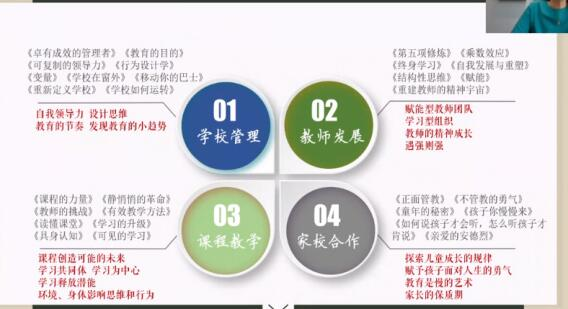 《卓有成效的管理者》《教育的目的》
《可复制的领导力》《行为设计学》
《变量》《学校在窗外》《移动你的巴士》
《重新定义学校》《学校如何运转》
自我领导力 设计思维
教育的节奏 发现教育的小趋势
01
学校管理
02
教师发展
《第五项修炼》《乘数效应》
《终身学习》《自我发展与重塑》
《结构性思维》《赋能》
《重建教师的精神宇宙》
赋能型教师团队
学习型组织
教师的精神成长
遇强则强
《课程的力量》《静悄悄的革命》
《教师的挑战》《有效教学方法》
《读懂课堂》《学习的升级》
《具身认知》《可见的学习》
课程创造可能的未来
学习共同体 学习为中心
学习释放潜能
环境、身体影响思维和行为
03
课程教学
04
家校合作
《正面管教》《不管教的勇气》
《童年的秘密》《孩子你慢慢来》
《如何说孩子才会听，怎么听孩子才
肯说》《亲爱的安德烈》
探索儿童成长的规律
赋予孩子面对人生的勇气
教育是慢的艺术
家长的保质期